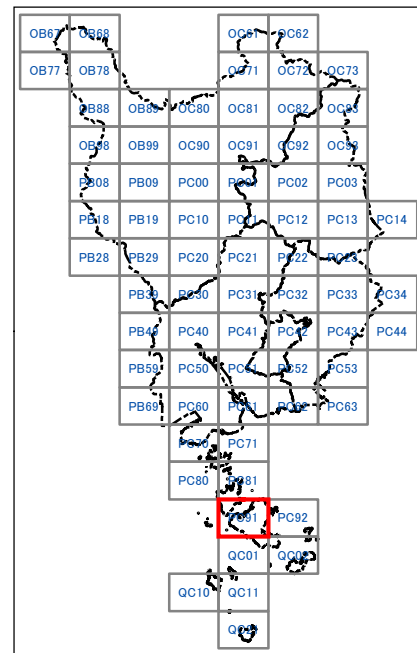 OB67 OB68 OC61 OC62
OB77 OB78 OC71 OC72 OC73
OB88 OB89 OC80 OC81 OC82 OC83
OB98 OB99 OC90 OC91 OC92 OC93
PB08 PB09 PC00 PC01 PC02 PC03
PB18 PB19 PC10 PC11 PC12 PC13 PC14
PB28 PB29 PC20 PC21 PC22 PC23
PB39 PC30 PC31 PC32 PC33 PC34
PB49 PC40 PC41 PC42 PC43 PC44
PB59 PC50 PC51 PC52 PC53
PB69 PC60 PC61 PC62 PC63
PC70 PC71
PC80 PC81
PC91 PC92
QC01 QC02
QC10 QC11
QC21